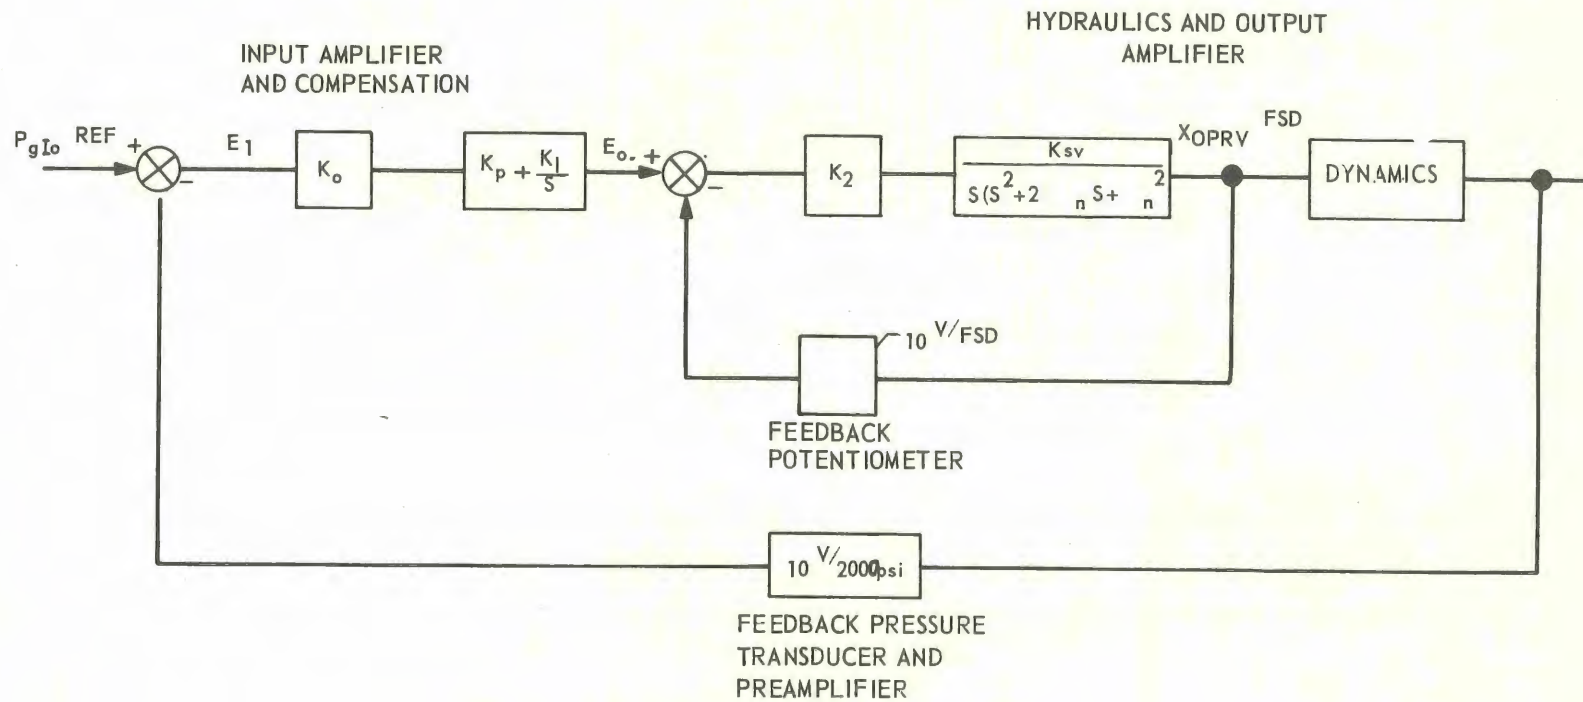 HYDRAULICS AND OUTPUT
AMPLIFIER
INPUT AMPLIFIER
AND COMPENSATION
PgIo REF
+
-
E1
Ko
Kp + KI/S
Eo.
+
-
K2
Ksv
S(S²+2 n S+ n²
XOPRV FSD
DYNAMICS
10 V/FSD
FEEDBACK
POTENTIOMETER
10 V/2000psi
FEEDBACK PRESSURE
TRANSDUCER AND
PREAMPLIFIER